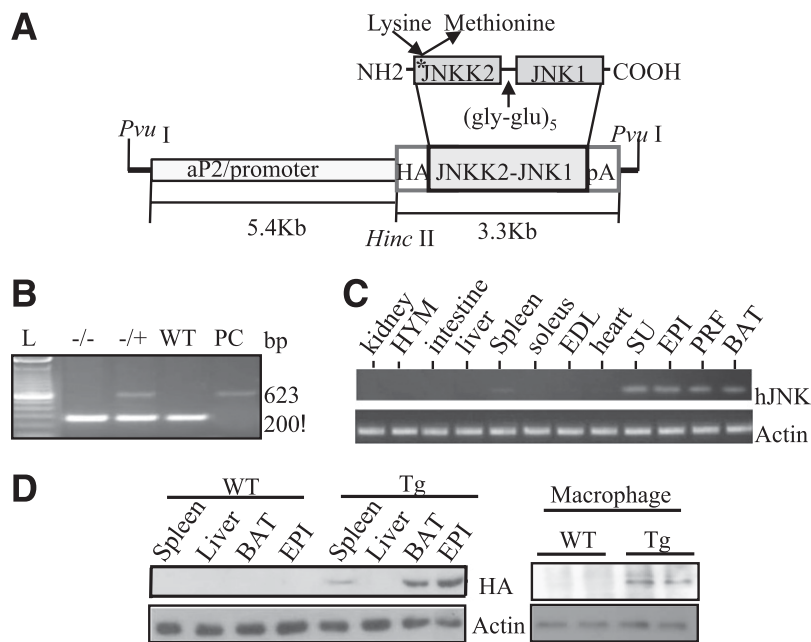 A
Lysine Methionine
NH2 *JNKK2 JNK1 COOH
(gly-glu)5
Pvu I Pvu I
aP2/promoter HA JNKK2-JNK1 pA
5.4Kb Hinc II 3.3Kb
B
L -/- -/+ WT PC bp
623
200!
C
kidney HYM intestine liver Spleen soleus EDL heart SU EPI PRF BAT
hJNK
Actin
D
WT Tg
Spleen Liver BAT EPI Spleen Liver BAT EPI
HA
Actin
Macrophage
WT Tg